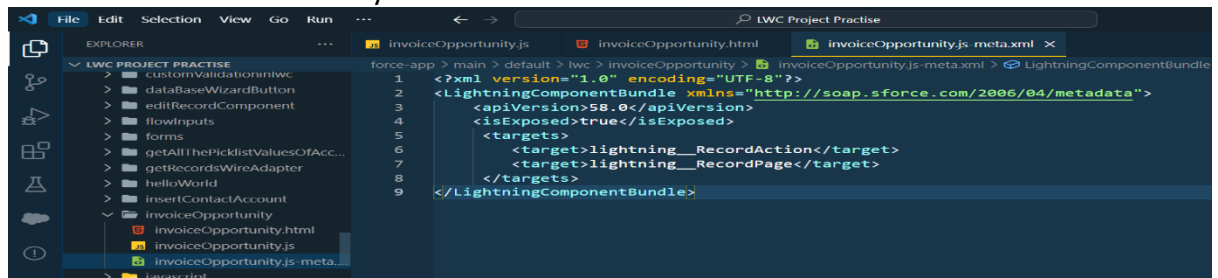 File Edit Selection View Go Run ··· LWC Project Practise
EXPLORER ···
LWC PROJECT PRACTISE
customValidationInlwc
dataBaseWizardButton
editRecordComponent
flowInputs
forms
getAllThePicklistValuesOfAcc...
getRecordsWireAdapter
helloWorld
insertContactAccount
invoiceOpportunity
invoiceOpportunity.html
invoiceOpportunity.js
invoiceOpportunity.js-meta....
javascript
invoiceOpportunity.js invoiceOpportunity.html invoiceOpportunity.js-meta.xml
force-app > main > default > lwc > invoiceOpportunity > invoiceOpportunity.js-meta.xml > LightningComponentBundle
1 <?xml version="1.0" encoding="UTF-8"?>
2 <LightningComponentBundle xmlns="http://soap.sforce.com/2006/04/metadata">
3 <apiVersion>58.0</apiVersion>
4 <isExposed>true</isExposed>
5 <targets>
6 <target>lightning__RecordAction</target>
7 <target>lightning__RecordPage</target>
8 </targets>
9 </LightningComponentBundle>